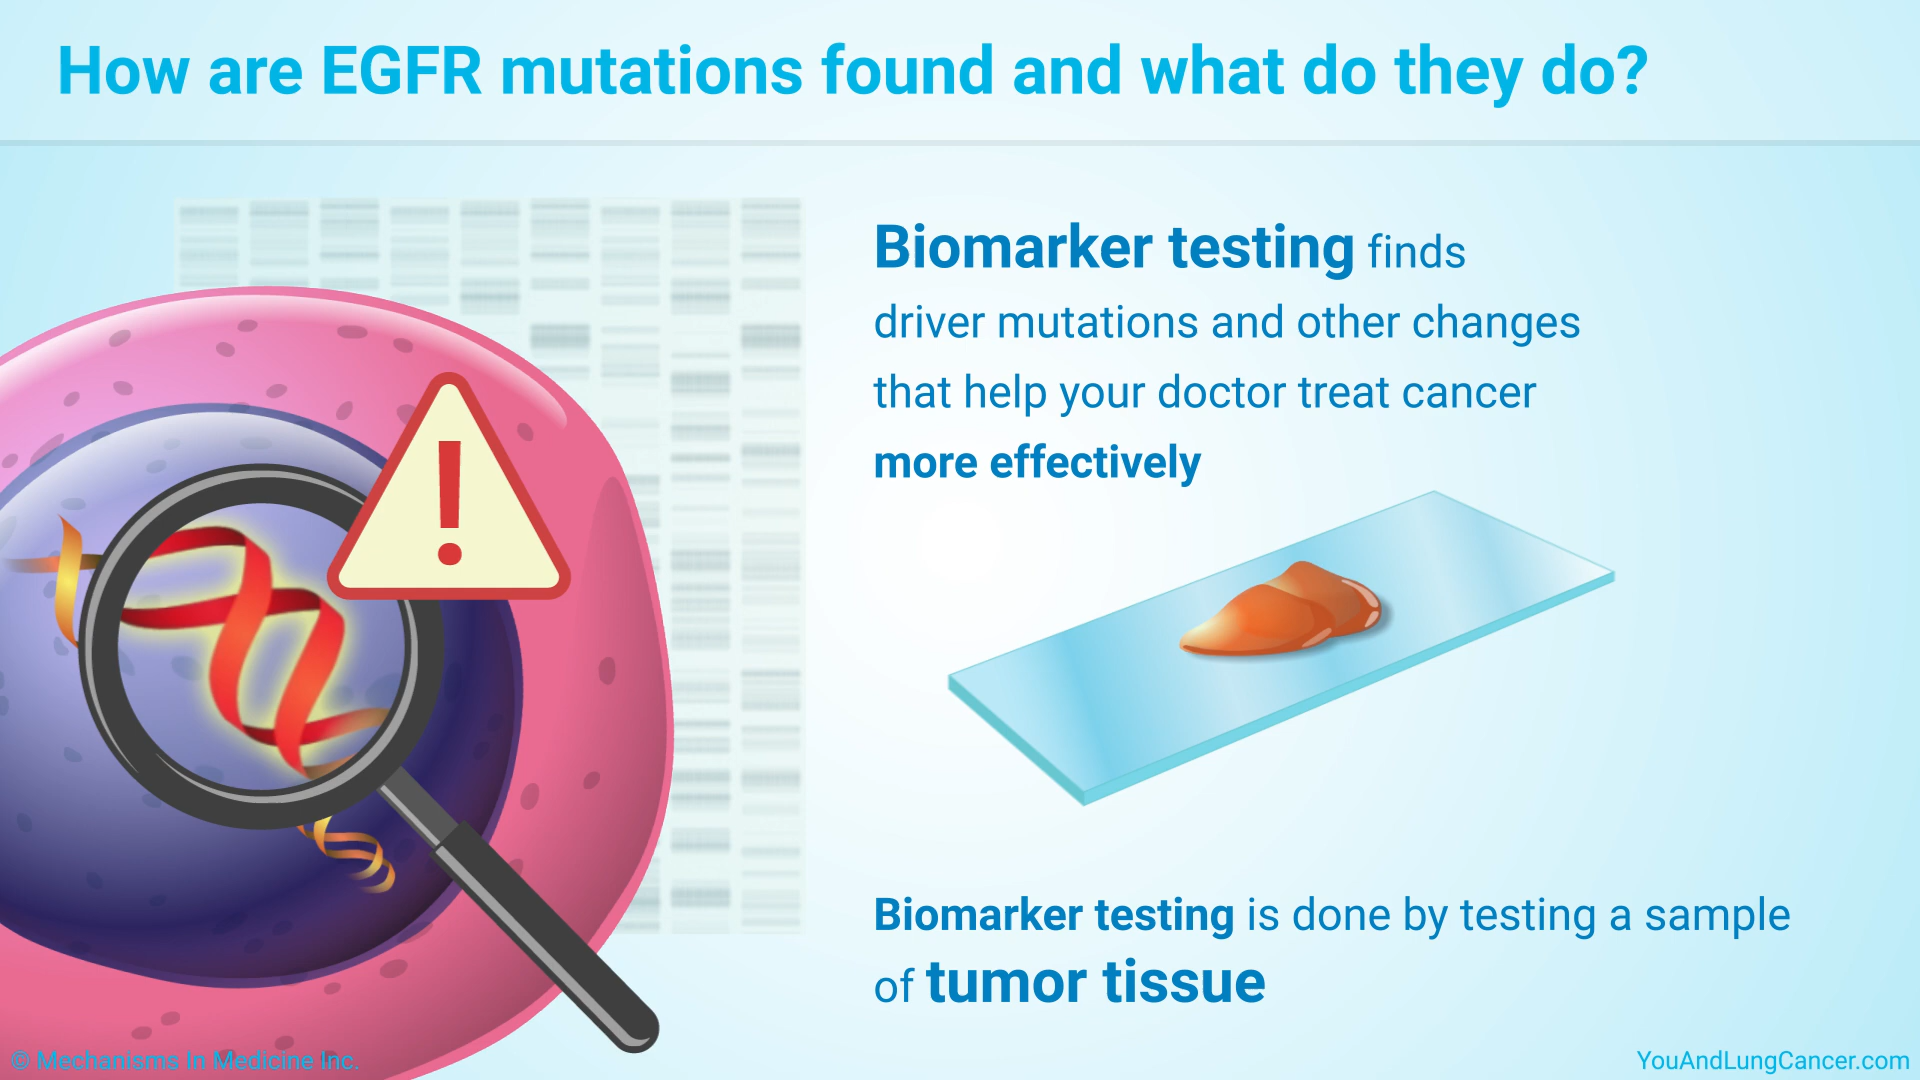 How are EGFR mutations found and what do they do?
Biomarker testing finds
driver mutations and other changes
that help your doctor treat cancer
more effectively
!
Biomarker testing is done by testing a sample
of tumor tissue
© Mechanisms In Medicine Inc.
YouAndLungCancer.com